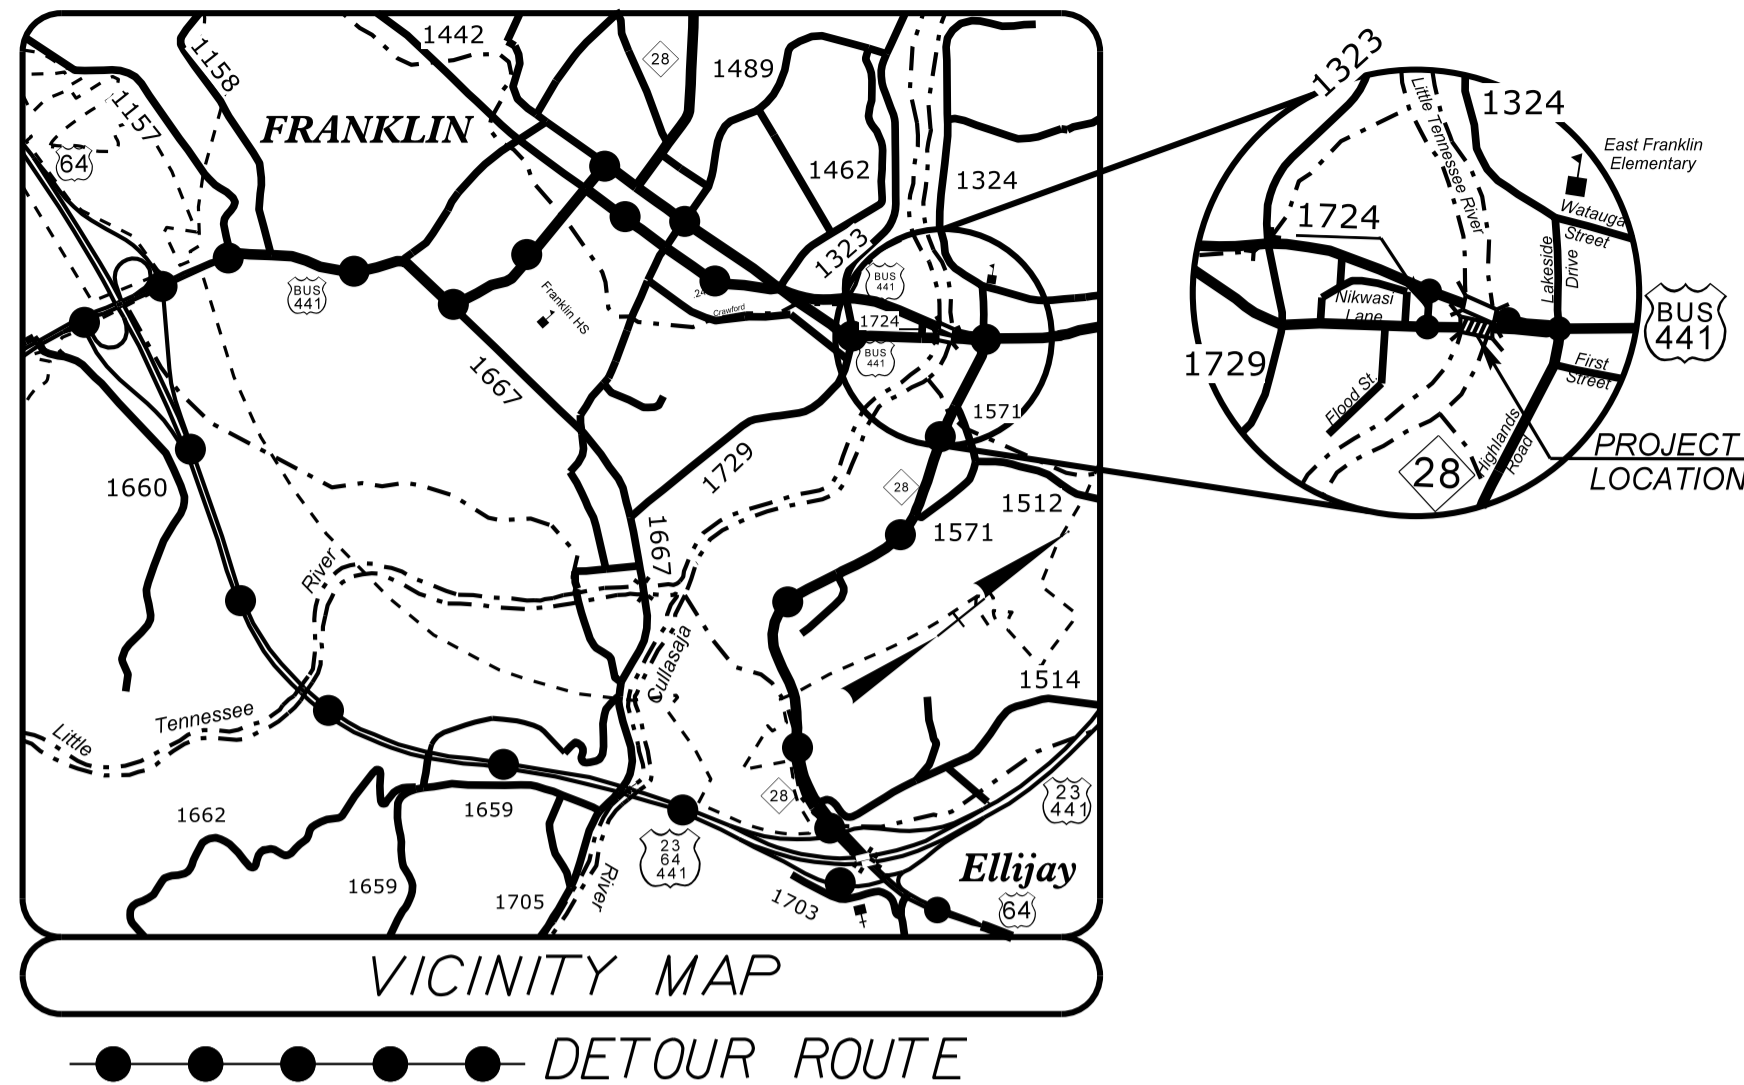 1442
28
1489
1158
1157
64
FRANKLIN
1462
1324
1323
BUS
441
BUS
441
Franklin HS
Crawford
1724
BUS
441
1667
1571
1729
28
1660
1512
1571
1667
River
Cullasaja
1514
Tennessee
Little
28
23
441
1662
1659
23
64
441
Ellijay
1659
1705
River
1703
64
VICINITY MAP
DETOUR ROUTE
1323
1324
Little Tennessee River
East Franklin
Elementary
1724
Watauga
Street
Lakeside
Drive
Nikwasi
Lane
BUS
441
1729
First
Street
Flood St.
Highlands
Road
28
PROJECT
LOCATION